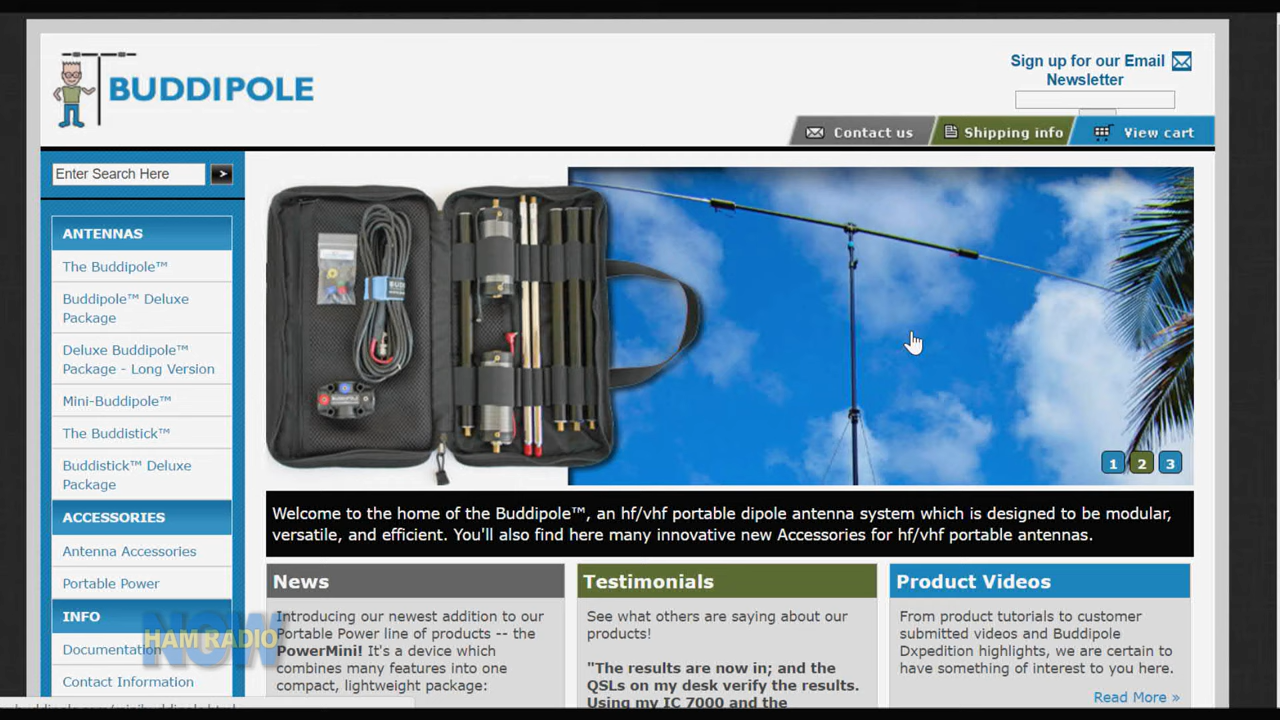 BUDDIPOLE
Sign up for our Email
Newsletter
Contact us
Shipping info
View cart
Enter Search Here
ANTENNAS
The Buddipole™
Buddipole™ Deluxe
Package
Deluxe Buddipole™
Package - Long Version
Mini-Buddipole™
The Buddistick™
Buddistick™ Deluxe
Package
ACCESSORIES
Antenna Accessories
Portable Power
INFO
Documentation
Contact Information
HAM RADIO
NOW
BUDDIPOLE
1 2 3
Welcome to the home of the Buddipole™, an hf/vhf portable dipole antenna system which is designed to be modular,
versatile, and efficient. You'll also find here many innovative new Accessories for hf/vhf portable antennas.
News
Introducing our newest addition to our
Portable Power line of products -- the
PowerMini! It's a device which
combines many features into one
compact, lightweight package:
Testimonials
See what others are saying about our
products!
"The results are now in; and the
QSLs on my desk verify the results.
Using my IC 7000 and the
Product Videos
From product tutorials to customer
submitted videos and Buddipole
Dxpedition highlights, we are certain to
have something of interest to you here.
Read More »